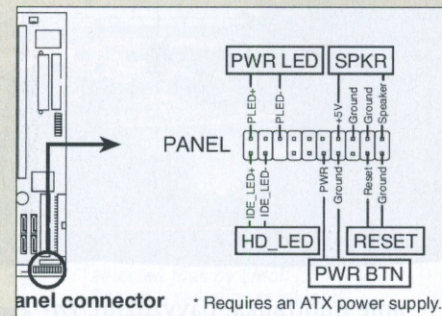 PWR LED SPKR
PLED+ PLED- +5V Ground Ground Speaker
PANEL
IDE_LED+ IDE_LED- PWR Ground Reset Ground
HD_LED RESET
PWR BTN
anel connector * Requires an ATX power supply.